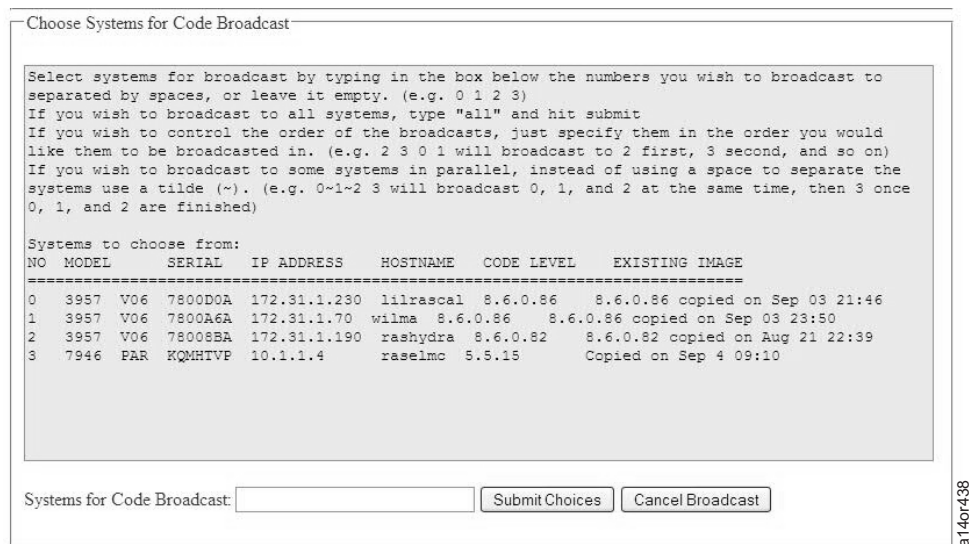 Choose Systems for Code Broadcast
Select systems for broadcast by typing in the box below the numbers you wish to broadcast to
separated by spaces, or leave it empty. (e.g. 0 1 2 3)
If you wish to broadcast to all systems, type "all" and hit submit
If you wish to control the order of the broadcasts, just specify them in the order you would
like them to be broadcasted in. (e.g. 2 3 0 1 will broadcast to 2 first, 3 second, and so on)
If you wish to broadcast to some systems in parallel, instead of using a space to separate the
systems use a tilde (~). (e.g. 0~1~2 3 will broadcast 0, 1, and 2 at the same time, then 3 once
0, 1, and 2 are finished)
Systems to choose from:
NO MODEL SERIAL IP ADDRESS HOSTNAME CODE LEVEL EXISTING IMAGE
================================================================================
0 3957 V06 7800D0A 172.31.1.230 lilrascal 8.6.0.86 8.6.0.86 copied on Sep 03 21:46
1 3957 V06 7800A6A 172.31.1.70 wilma 8.6.0.86 8.6.0.86 copied on Sep 03 23:50
2 3957 V06 78008BA 172.31.1.190 rashydra 8.6.0.82 8.6.0.82 copied on Aug 21 22:39
3 7946 PAR KQMHTVP 10.1.1.4 raselmc 5.5.15 Copied on Sep 4 09:10
Systems for Code Broadcast:
Submit Choices
Cancel Broadcast
a14or438